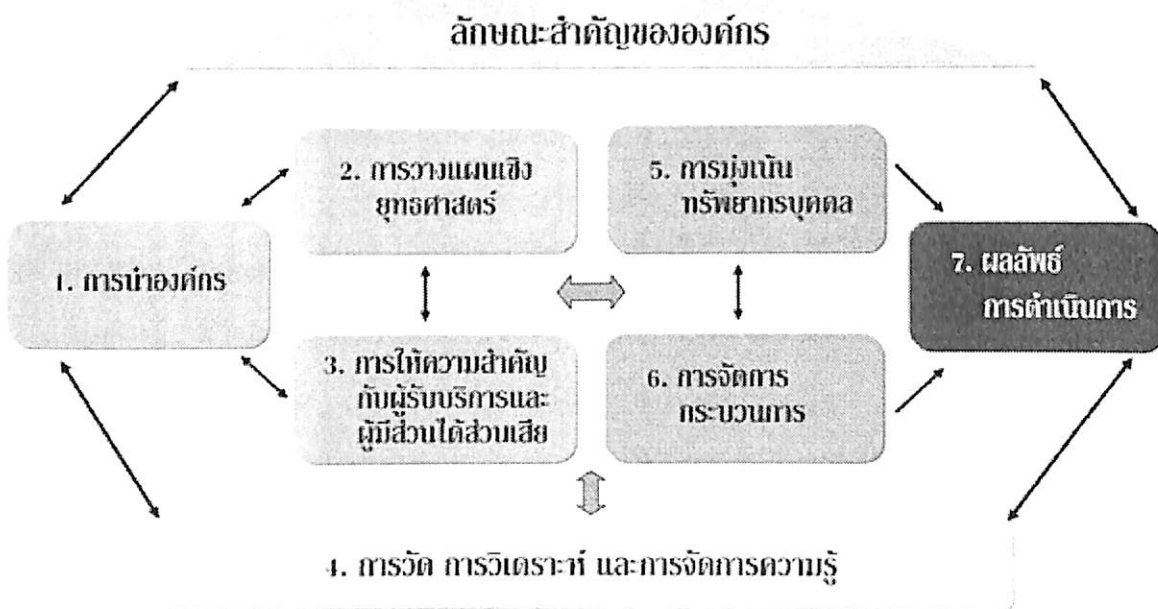 ลักษณะสำคัญขององค์กร
2. การวางแผนเชิง
ยุทธศาสตร์
5. การมุ่งเน้น
ทรัพยากรบุคคล
1. การนำองค์กร
7. ผลลัพธ์
การดำเนินการ
3. การให้ความสำคัญ
กับผู้รับบริการและ
ผู้มีส่วนได้ส่วนเสีย
6. การจัดการ
กระบวนการ
4. การวัด การวิเคราะห์ และการจัดการความรู้